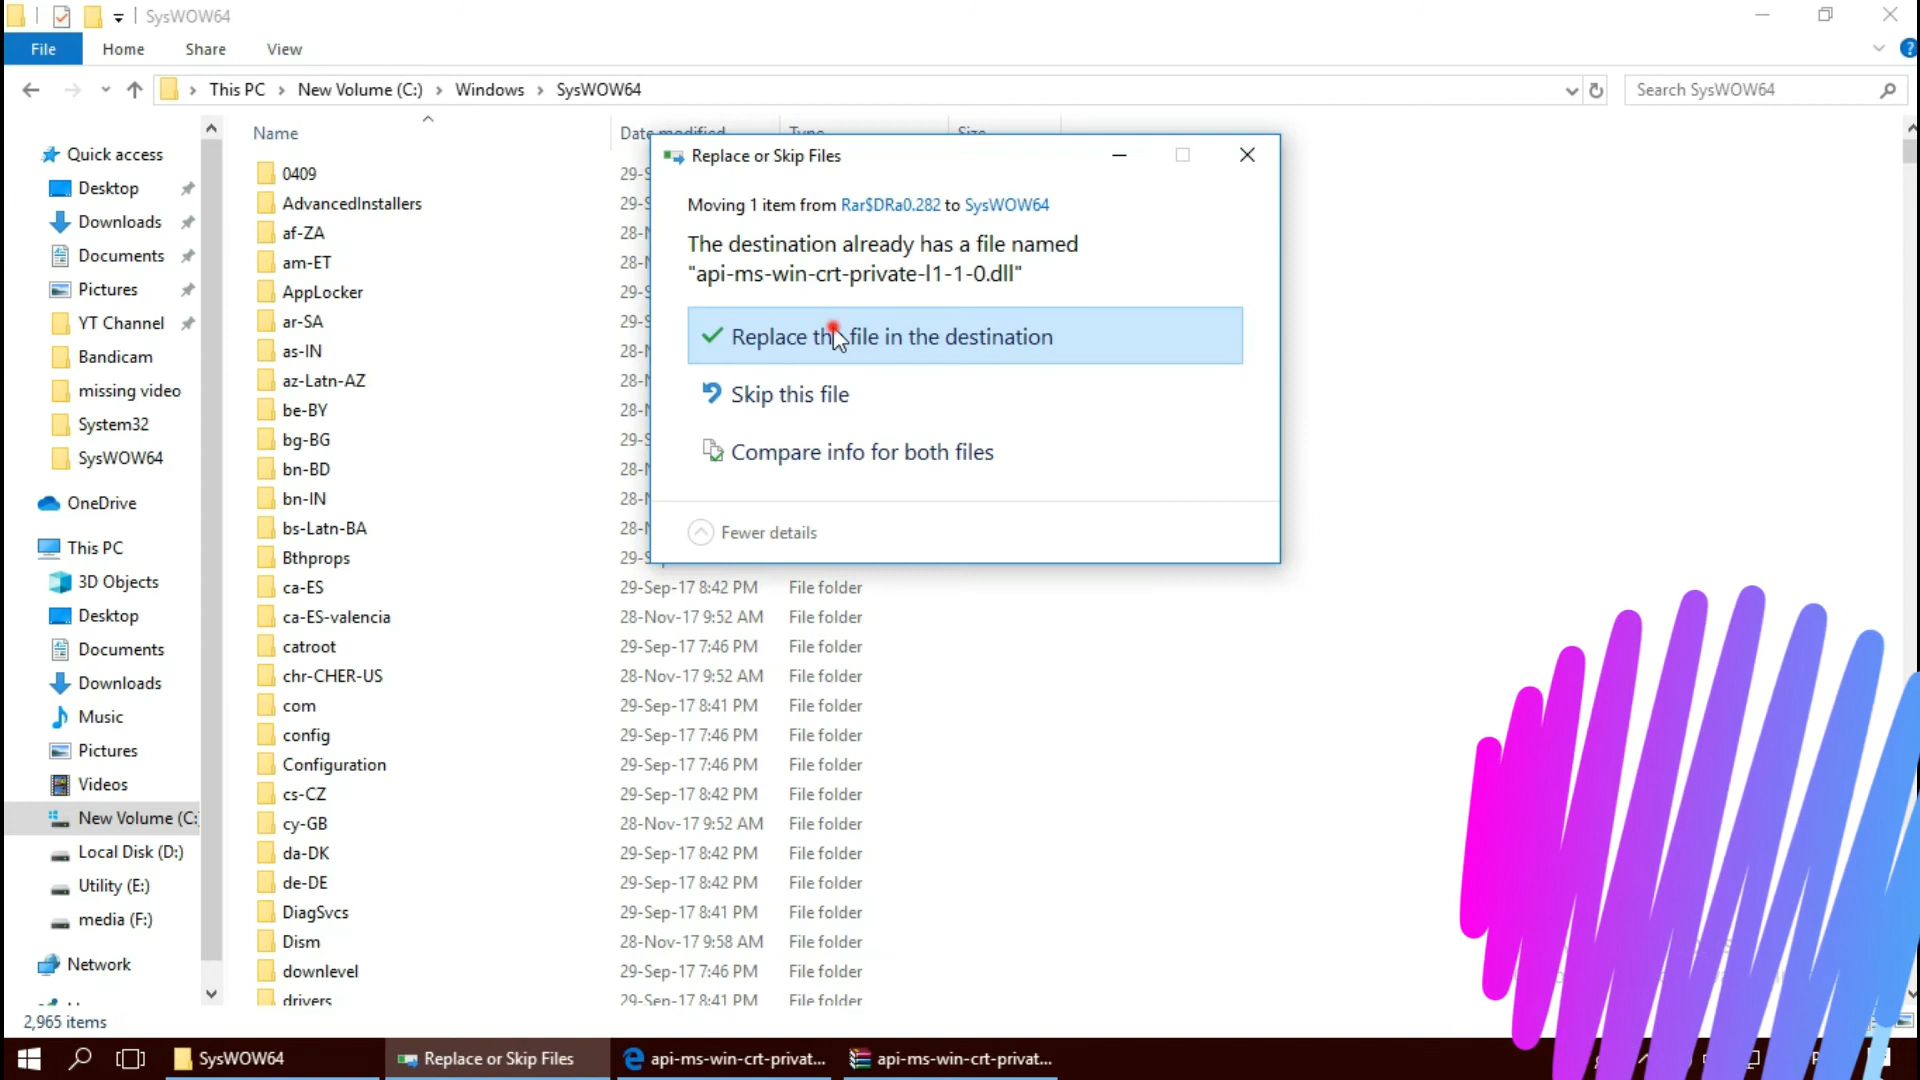 SysWOW64
File Home Share View
This PC New Volume (C:) Windows SysWOW64
Search SysWOW64
Quick access
Desktop
Downloads
Documents
Pictures
YT Channel
Bandicam
missing video
System32
SysWOW64
OneDrive
This PC
3D Objects
Desktop
Documents
Downloads
Music
Pictures
Videos
New Volume (C:
Local Disk (D:)
Utility (E:)
media (F:)
Network
Name Date modified Type Size
0409
AdvancedInstallers
af-ZA
am-ET
AppLocker
ar-SA
as-IN
az-Latn-AZ
be-BY
bg-BG
bn-BD
bn-IN
bs-Latn-BA
Bthprops
ca-ES 29-Sep-17 8:42 PM File folder
ca-ES-valencia 28-Nov-17 9:52 AM File folder
catroot 29-Sep-17 7:46 PM File folder
chr-CHER-US 28-Nov-17 9:52 AM File folder
com 29-Sep-17 8:41 PM File folder
config 29-Sep-17 7:46 PM File folder
Configuration 29-Sep-17 7:46 PM File folder
cs-CZ 29-Sep-17 8:42 PM File folder
cy-GB 28-Nov-17 9:52 AM File folder
da-DK 29-Sep-17 8:42 PM File folder
de-DE 29-Sep-17 8:42 PM File folder
DiagSvcs 29-Sep-17 8:41 PM File folder
Dism 28-Nov-17 9:58 AM File folder
downlevel 29-Sep-17 7:46 PM File folder
drivers 29-Sep-17 8:41 PM File folder
Replace or Skip Files
Moving 1 item from Rar$DRa0.282 to SysWOW64
The destination already has a file named
"api-ms-win-crt-private-l1-1-0.dll"
Replace the file in the destination
Skip this file
Compare info for both files
Fewer details
2,965 items
SysWOW64 Replace or Skip Files api-ms-win-crt-privat... api-ms-win-crt-privat...